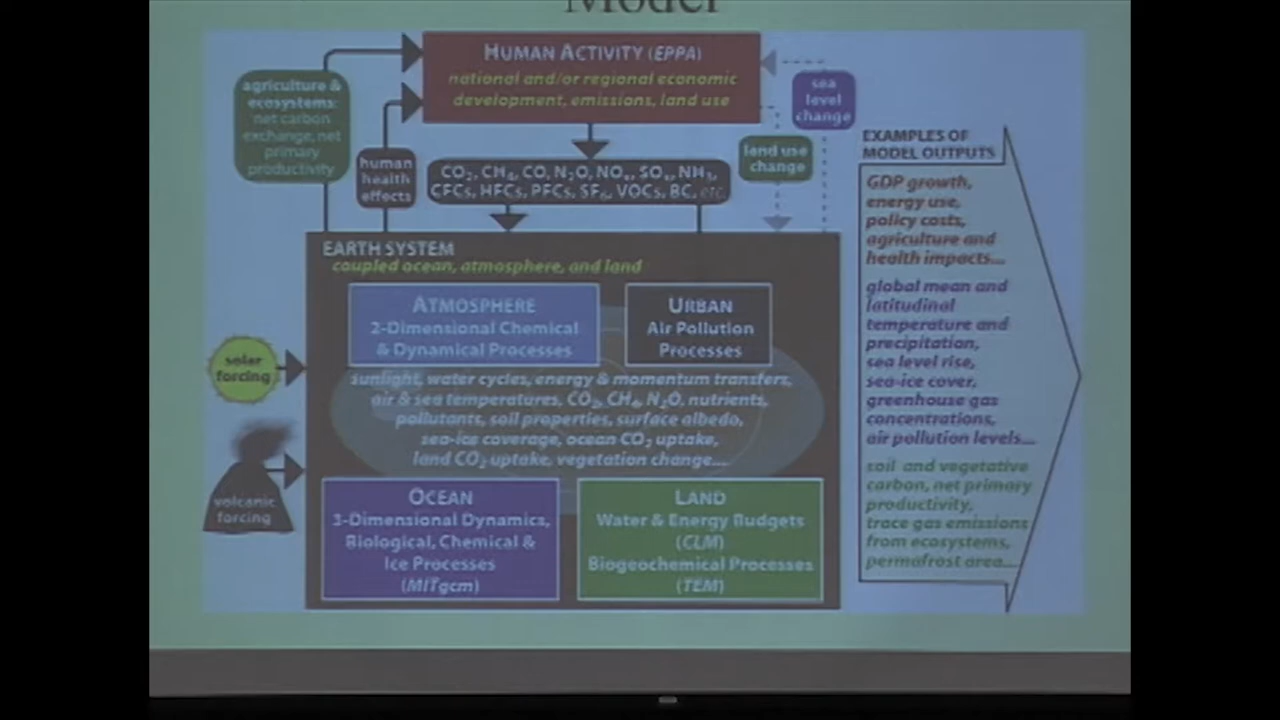 Model
HUMAN ACTIVITY (EPPA)
national and/or regional economic
development, emissions, land use
agriculture &
ecosystems:
net carbon
exchange, net
primary
productivity
human
health
effects
sea
level
change
land use
change
CO₂, CH₄, CO, N₂O, NOₓ, SOₓ, NH₃,
CFCs, HFCs, PFCs, SF₆, VOCs, BC, etc.
EARTH SYSTEM
coupled ocean, atmosphere, and land
ATMOSPHERE
2-Dimensional Chemical
& Dynamical Processes
URBAN
Air Pollution
Processes
solar
forcing
volcanic
forcing
sunlight, water cycles, energy & momentum transfers,
air & sea temperatures, CO₂, CH₄, N₂O, nutrients,
pollutants, soil properties, surface albedo,
sea-ice coverage, ocean CO₂ uptake,
land CO₂ uptake, vegetation change...
OCEAN
3-Dimensional Dynamics,
Biological, Chemical &
Ice Processes
(MITgcm)
LAND
Water & Energy Budgets
(CLM)
Biogeochemical Processes
(TEM)
EXAMPLES OF
MODEL OUTPUTS
GDP growth,
energy use,
policy costs,
agriculture and
health impacts...
global mean and
latitudinal
temperature and
precipitation,
sea level rise,
sea-ice cover,
greenhouse gas
concentrations,
air pollution levels...
soil and vegetative
carbon, net primary
productivity,
trace gas emissions
from ecosystems,
permafrost area...